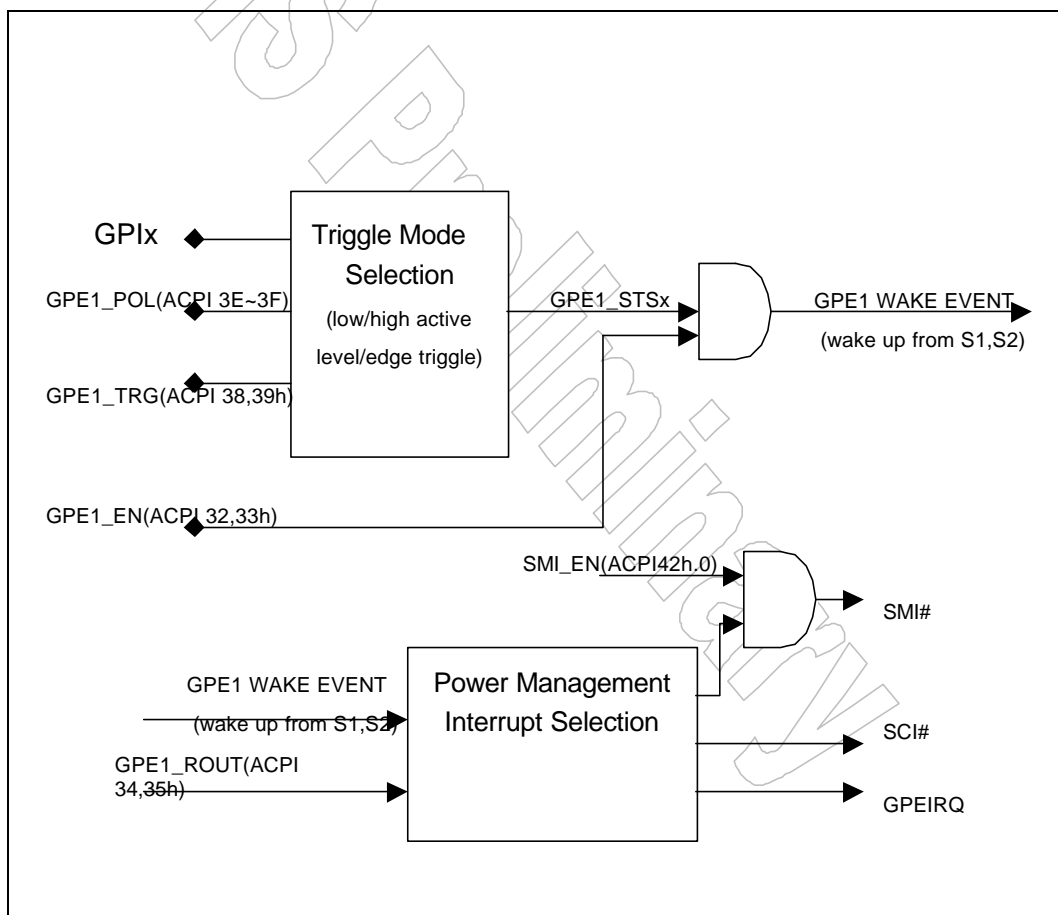 S Preliminary
GPIx
GPE1_POL(ACPI 3E~3F)
GPE1_TRG(ACPI 38,39h)
GPE1_EN(ACPI 32,33h)
Triggle Mode
Selection
(low/high active
level/edge triggle)
GPE1_STSx
GPE1 WAKE EVENT
(wake up from S1,S2)
SMI_EN(ACPI42h.0)
SMI#
GPE1 WAKE EVENT
(wake up from S1,S2)
GPE1_ROUT(ACPI
34,35h)
Power Management
Interrupt Selection
SCI#
GPEIRQ